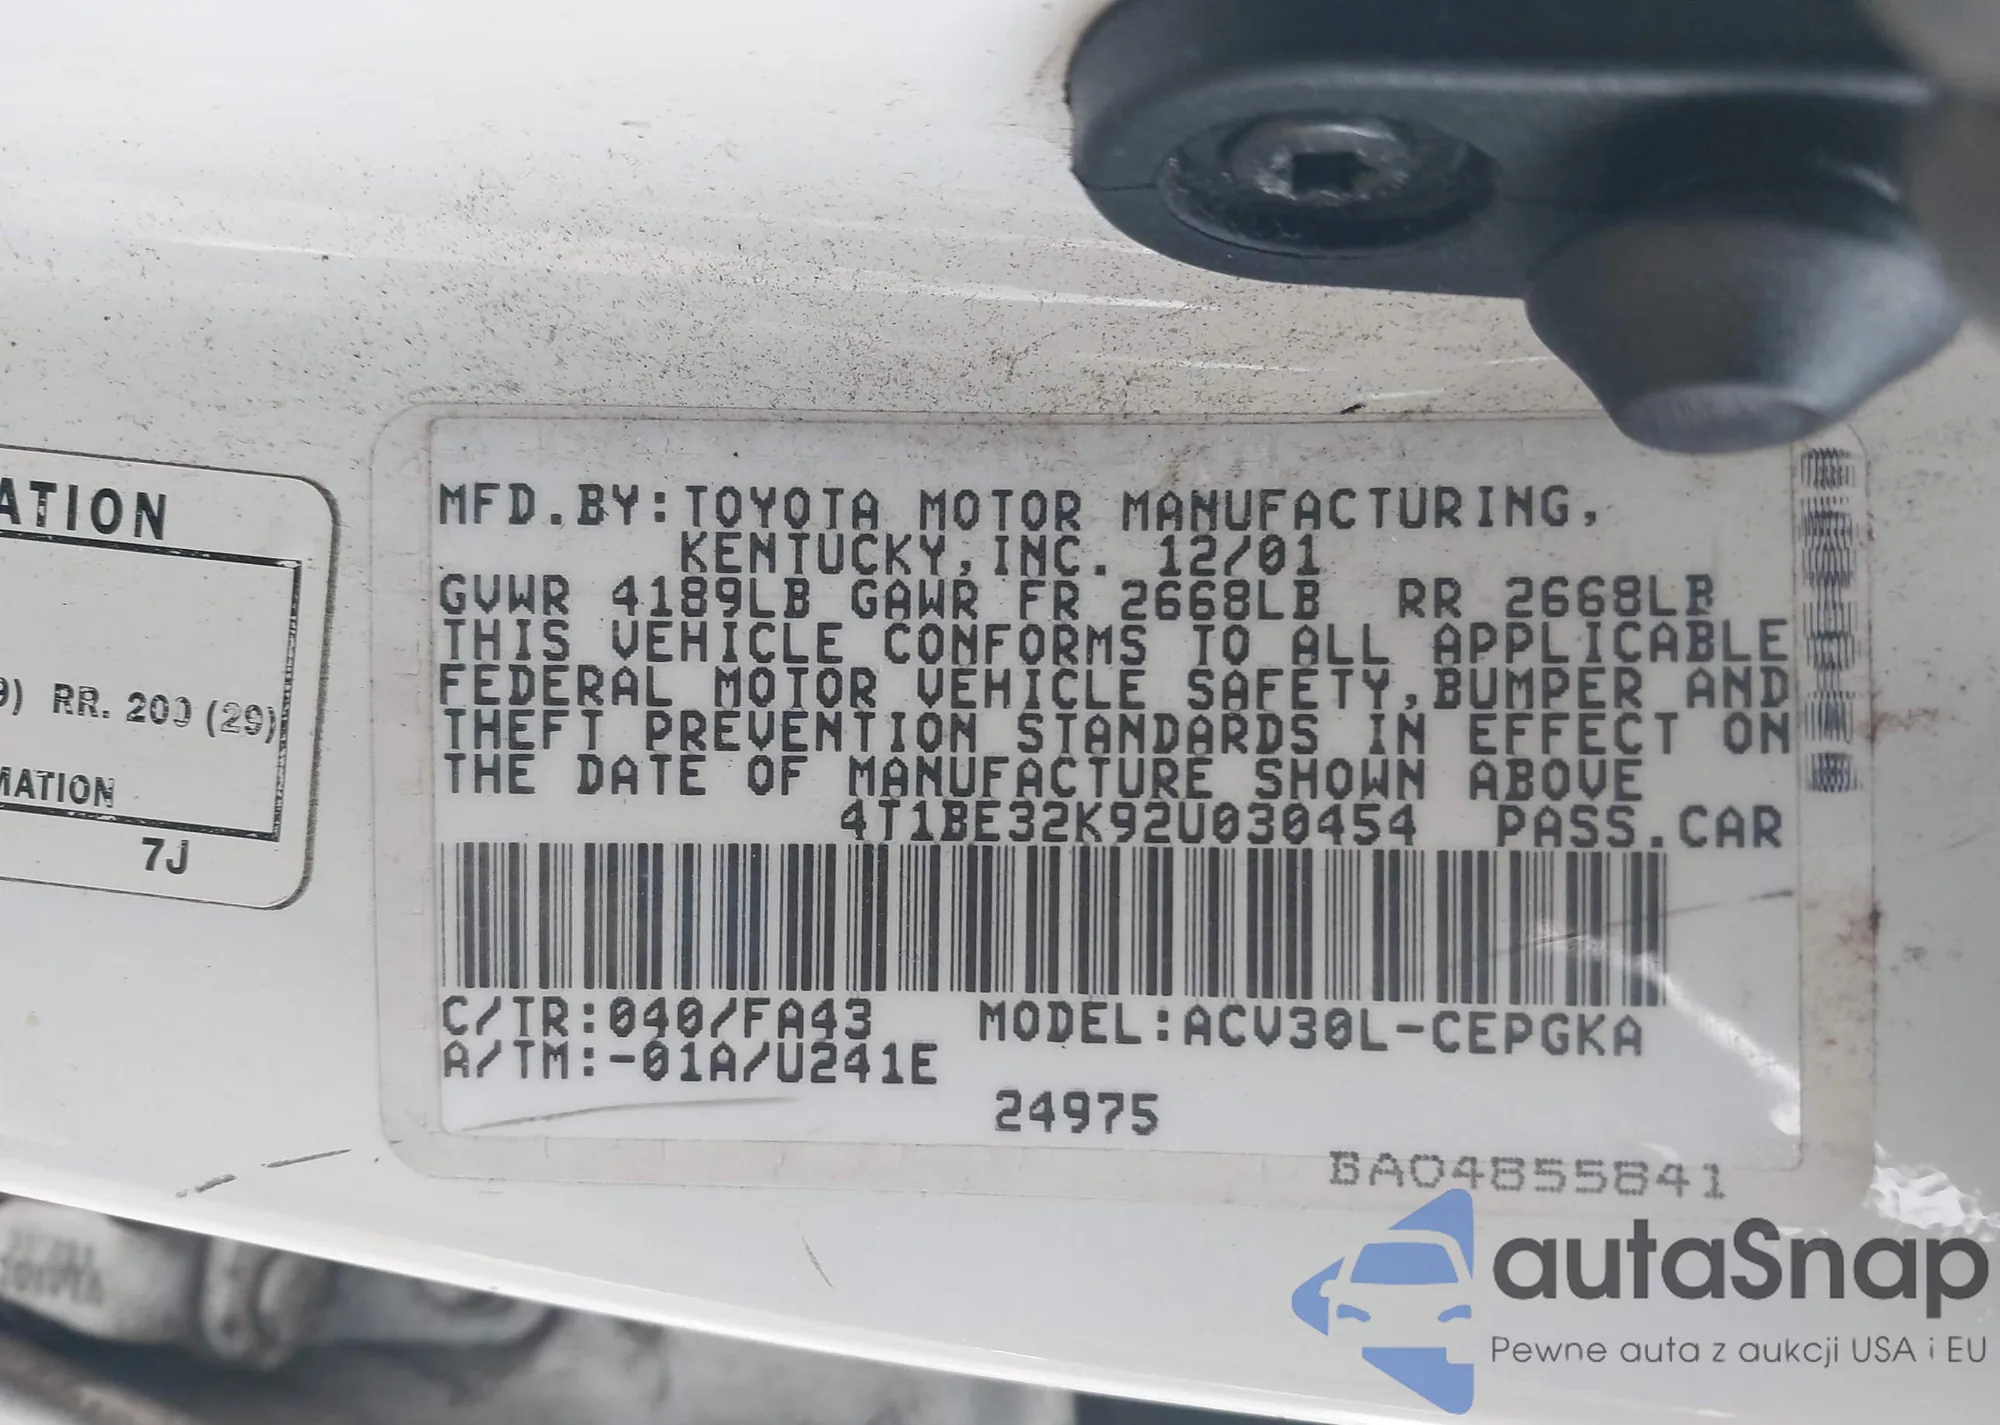 ATION
RR. 200 (29)
MATION
7J
MFD.BY:TOYOTA MOTOR MANUFACTURING,
KENTUCKY,INC. 12/01
GVWR 4189LB GAWR FR 2668LB RR 2668LB
THIS VEHICLE CONFORMS TO ALL APPLICABLE
FEDERAL MOTOR VEHICLE SAFETY,BUMPER AND
THEFT PREVENTION STANDARDS IN EFFECT ON
THE DATE OF MANUFACTURE SHOWN ABOVE
4T1BE32K92U030454 PASS.CAR
C/TR:040/FA43 MODEL:ACV30L-CEPGKA
A/TM:-01A/U241E
24975
BA04855841
autaSnap
Pewne auta z aukcji USA i EU